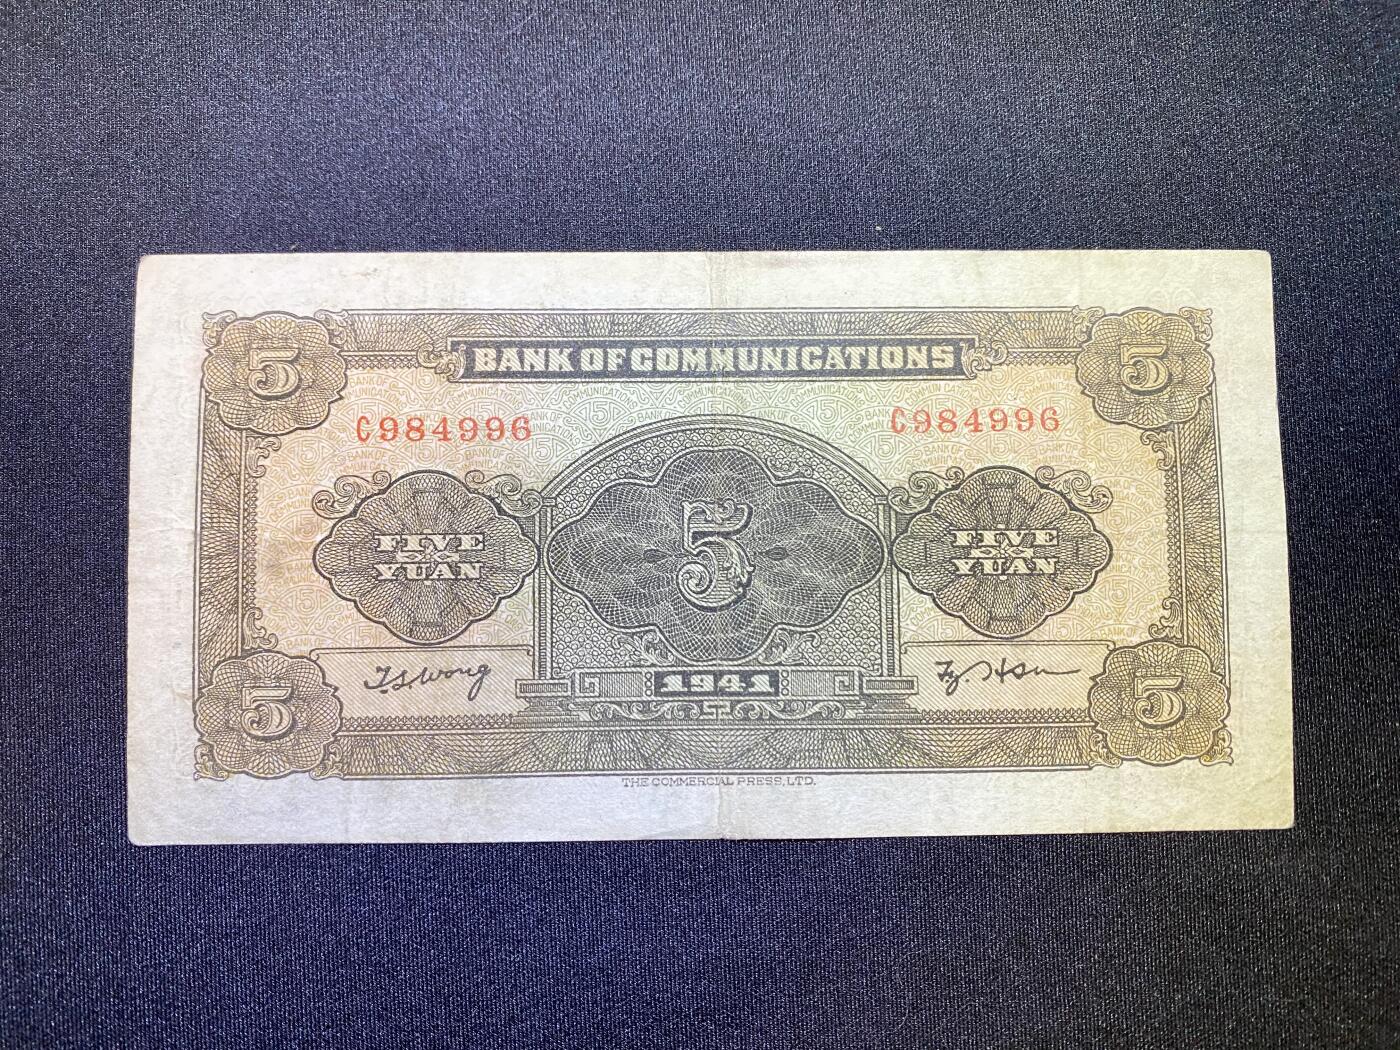 5 5
BANK OF COMMUNICATIONS
C984996 C984996
FIVE
YUAN
5
FIVE
YUAN
T.S. Wong
1941
5 5
THE COMMERCIAL PRESS, LTD.